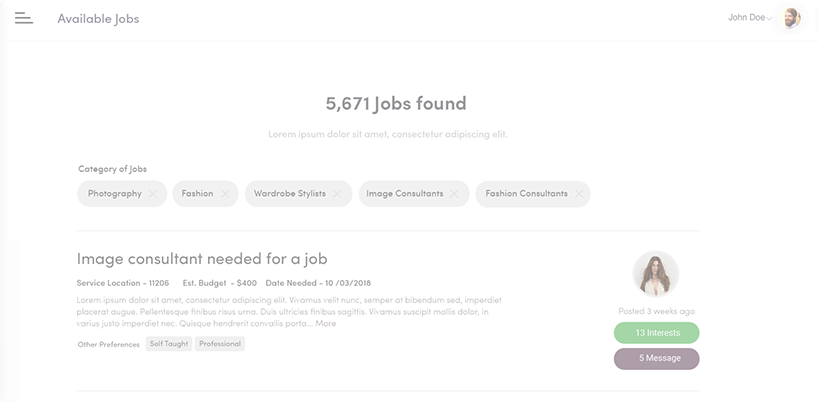 Available Jobs
John Doe
5,671 Jobs found
Lorem ipsum dolor sit amet, consectetur adipiscing elit.
Category of Jobs
Photography
Fashion
Wardrobe Stylists
Image Consultants
Fashion Consultants
Image consultant needed for a job
Service Location - 11206 Est. Budget - $400 Date Needed - 10 /03/2018
Lorem ipsum dolor sit amet, consectetur adipiscing elit. Vivamus velit nunc, semper at bibendum sed, imperdiet
placerat augue. Pellentesque finibus risus urna. Duis ultricies finibus sagittis. Vivamus suscipit mollis dolor, in
varius justo imperdiet nec. Quisque hendrerit convallis porta... More
Other Preferences Self Taught Professional
Posted 3 weeks ago
13 Interests
5 Message